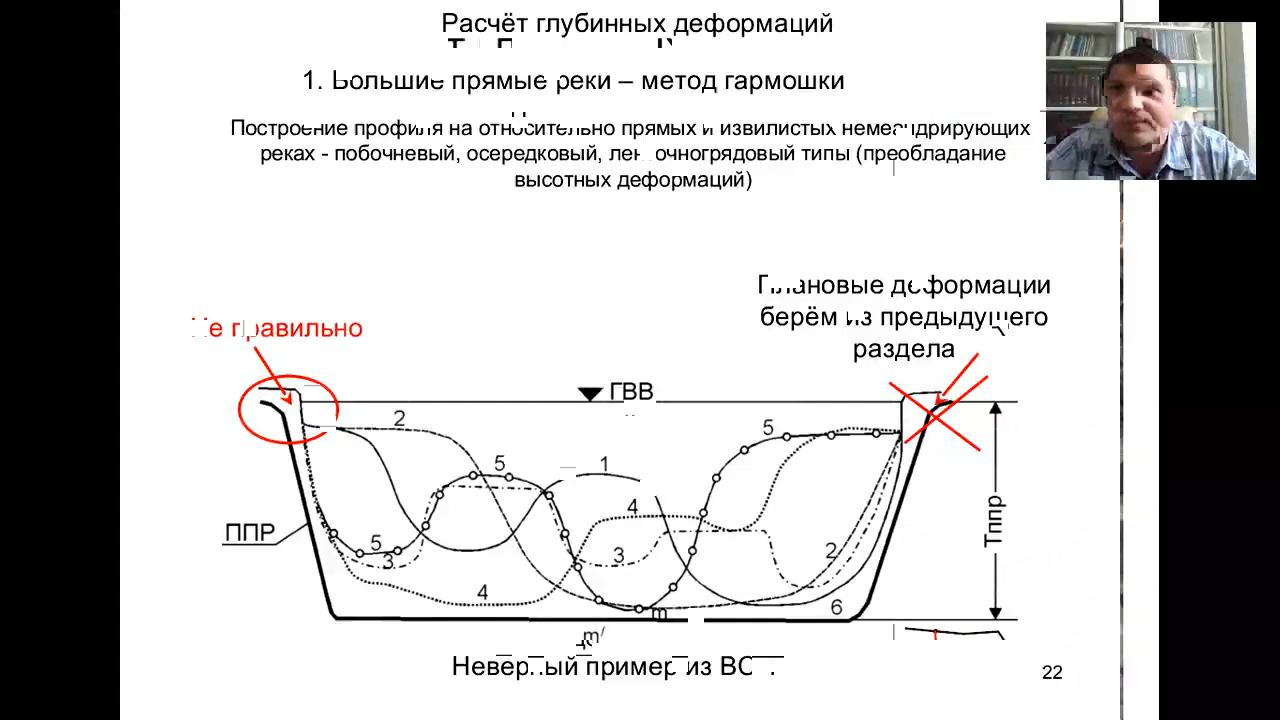 Расчёт глубинных деформаций
1. Большие прямые реки – метод гармошки
Построение профиля на относительно прямых и извилистых немеандрирующих
реках - побочневый, осередковый, ленточногрядовый типы (преобладание
высотных деформаций)
Плановые деформации
берём из предыдущего
раздела
Не правильно
ГВВ
2
5
5
1
4
ППР
Тппр
5
3
3
2
4
6
m
m
Неверный пример из
22